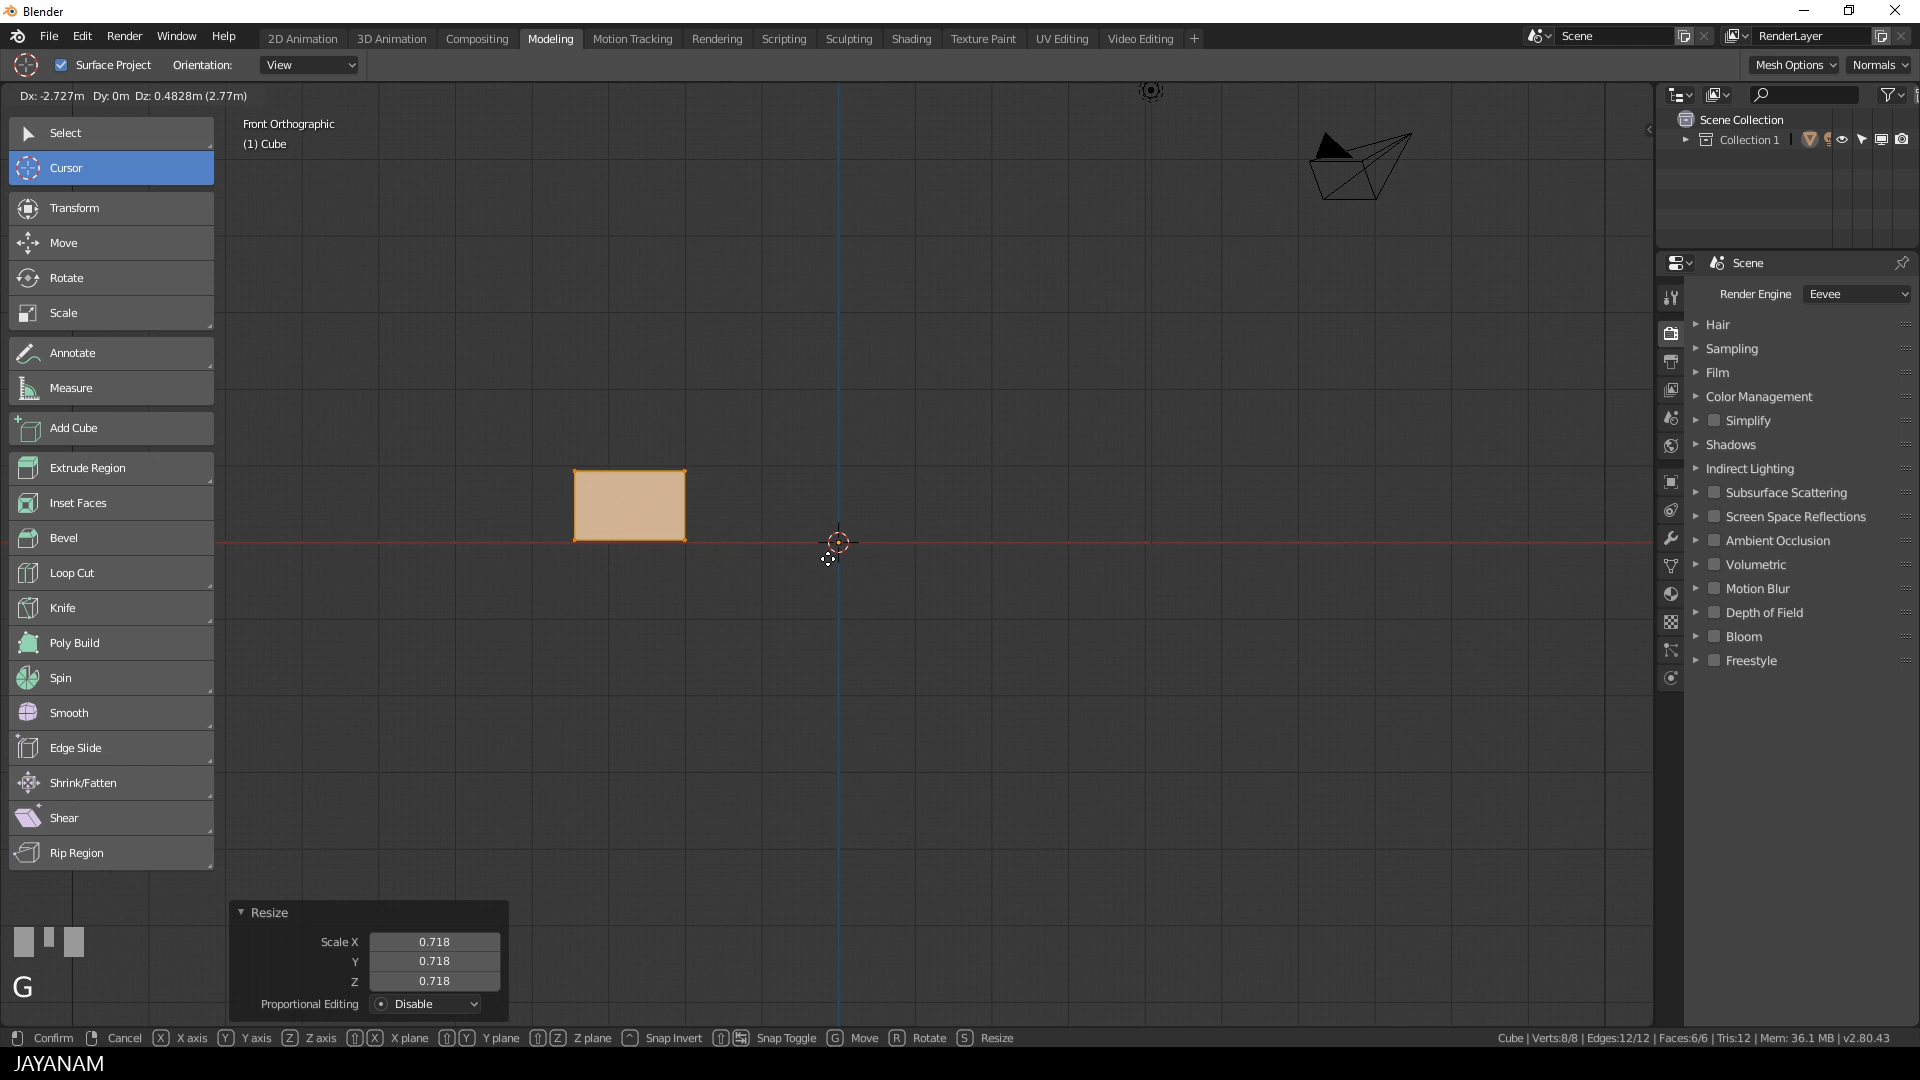 Blender
File Edit Render Window Help 2D Animation 3D Animation Compositing Modeling Motion Tracking Rendering Scripting Sculpting Shading Texture Paint UV Editing Video Editing + Scene RenderLayer
Surface Project Orientation: View Mesh Options Normals
Dx: -2.727m Dy: 0m Dz: 0.4828m (2.77m)
Front Orthographic
(1) Cube
Select
Cursor
Transform
Move
Rotate
Scale
Annotate
Measure
Add Cube
Extrude Region
Inset Faces
Bevel
Loop Cut
Knife
Poly Build
Spin
Smooth
Edge Slide
Shrink/Fatten
Shear
Rip Region
Scene Collection
Collection 1
Scene
Render Engine Eevee
Hair
Sampling
Film
Color Management
Simplify
Shadows
Indirect Lighting
Subsurface Scattering
Screen Space Reflections
Ambient Occlusion
Volumetric
Motion Blur
Depth of Field
Bloom
Freestyle
Resize
Scale X 0.718
Y 0.718
Z 0.718
Proportional Editing Disable
G
Confirm Cancel X X axis Y Y axis Z Z axis X X plane Y Y plane Z Z plane Snap Invert Snap Toggle G Move R Rotate S Resize
Cube | Verts:8/8 | Edges:12/12 | Faces:6/6 | Tris:12 | Mem: 36.1 MB | v2.80.43
JAYANAM